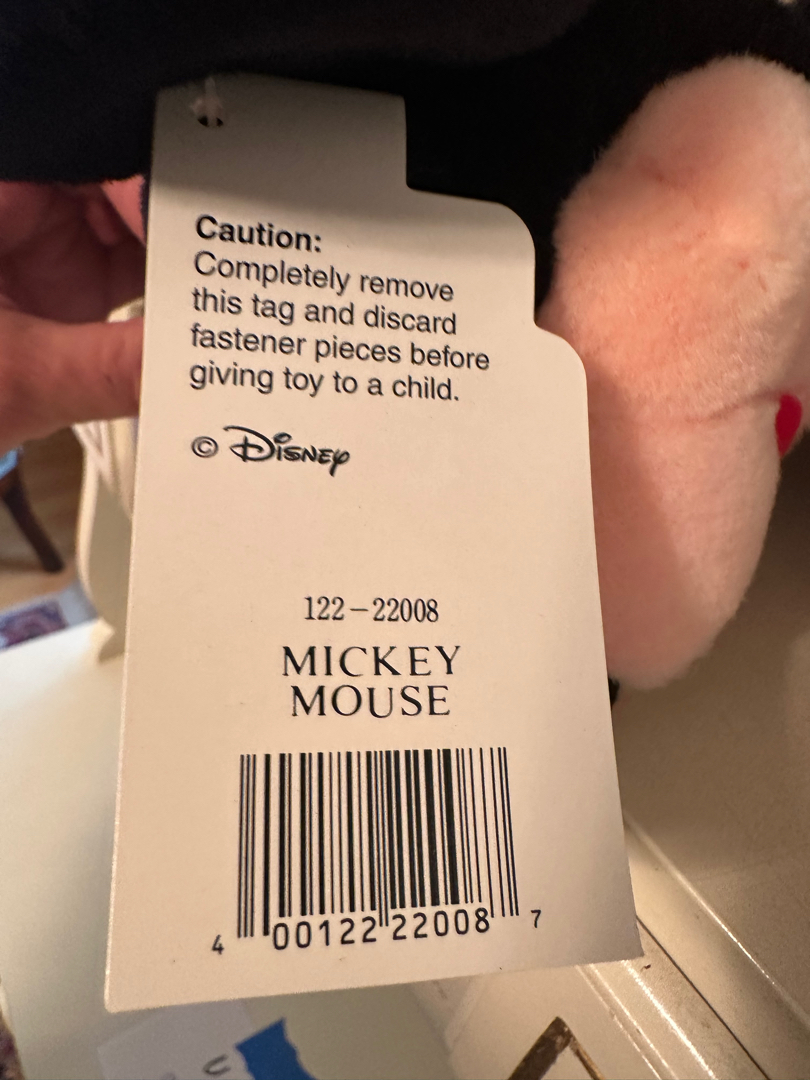 Caution:
Completely remove
this tag and discard
fastener pieces before
giving toy to a child.
© Disney
122-22008
MICKEY
MOUSE
4 00122 22008 7